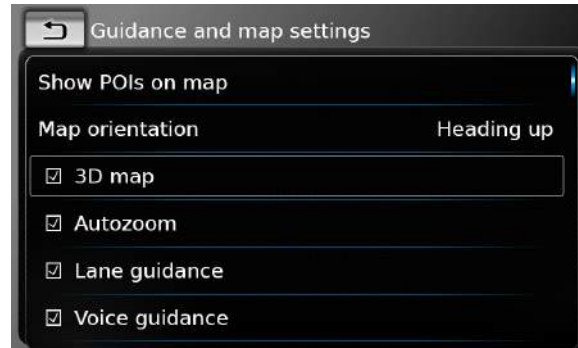 Guidance and map settings
Show POIs on map
Map orientation Heading up
3D map
Autozoom
Lane guidance
Voice guidance